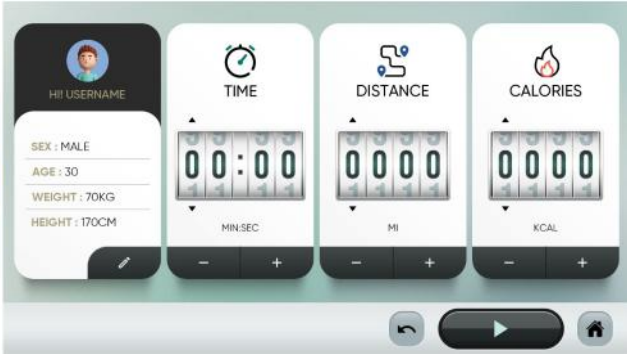 HI! USERNAME
SEX : MALE
AGE : 30
WEIGHT : 70KG
HEIGHT : 170CM
TIME
00:00
MIN:SEC
- +
DISTANCE
0000
MI
- +
CALORIES
0000
KCAL
- +